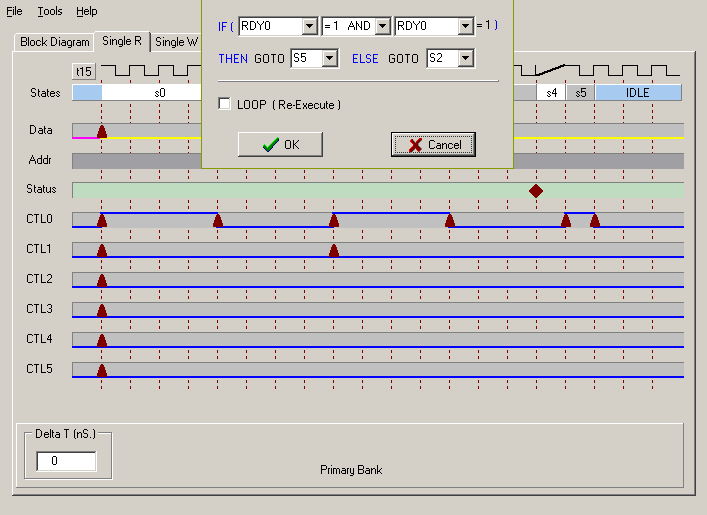 File Tools Help
IF ( RDY0 = 1 AND RDY0 = 1 )
Block Diagram Single R Single W
THEN GOTO S5 ELSE GOTO S2
t15
States s0 s4 s5 IDLE
LOOP ( Re-Execute )
Data
OK Cancel
Addr
Status
CTL0
CTL1
CTL2
CTL3
CTL4
CTL5
Delta T (nS.)
0
Primary Bank